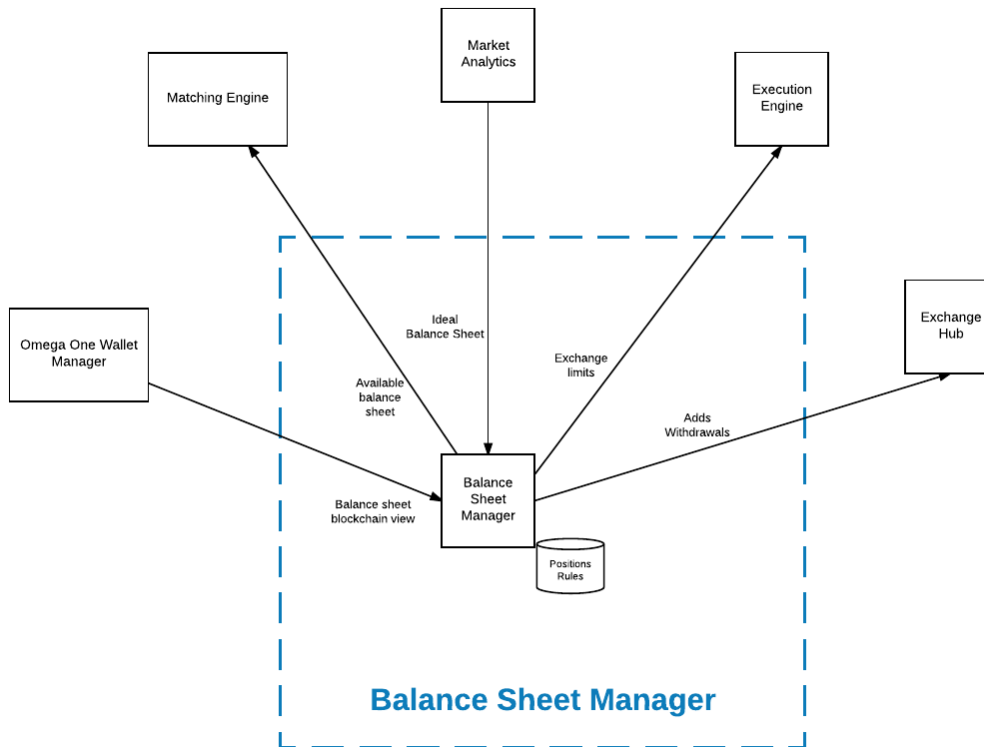 Market
Analytics
Matching Engine
Execution
Engine
Omega One Wallet
Manager
Exchange
Hub
Ideal
Balance Sheet
Exchange
limits
Available
balance
sheet
Adds
Withdrawals
Balance sheet
blockchain view
Balance
Sheet
Manager
Positions
Rules
Balance Sheet Manager